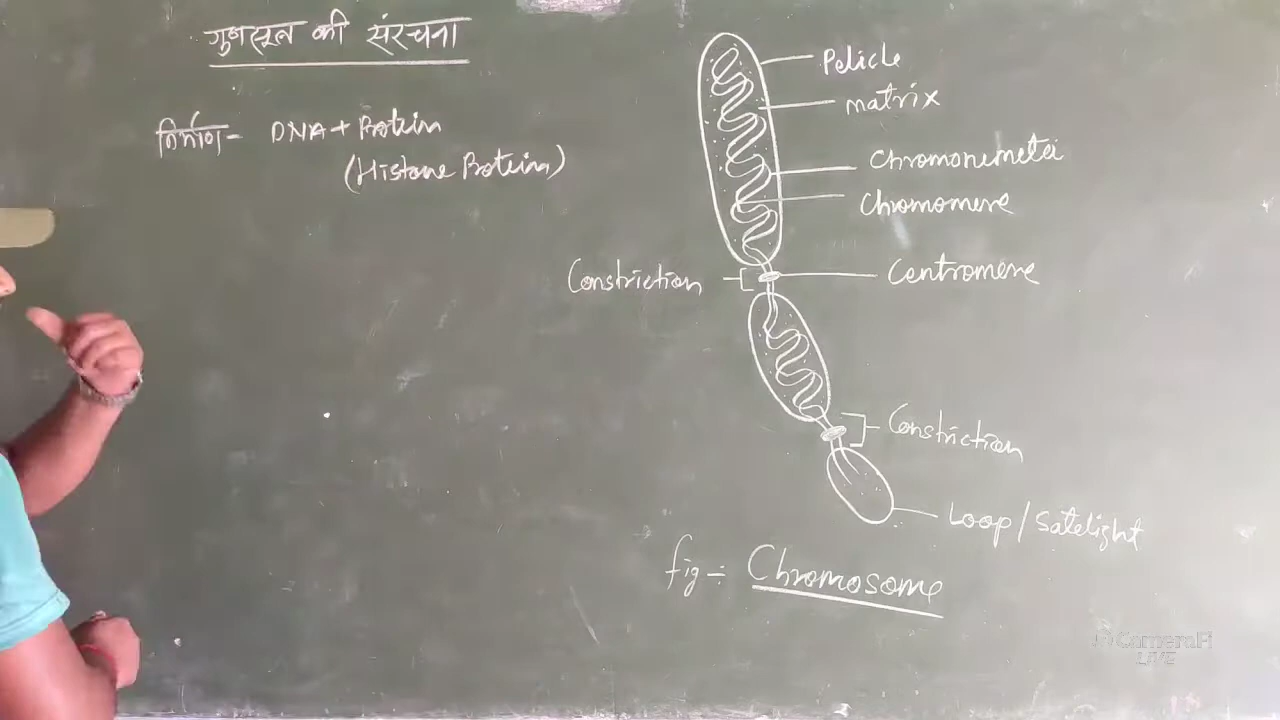 गुणसूत्र की संरचना
निर्माण - DNA + Protein
(Histone Protein)
Pelicle
matrix
Chromonemeta
Chromomere
Constriction
Centromere
Constriction
Loop / Satelight
fig ÷ Chromosome
CameraFi
LIVE